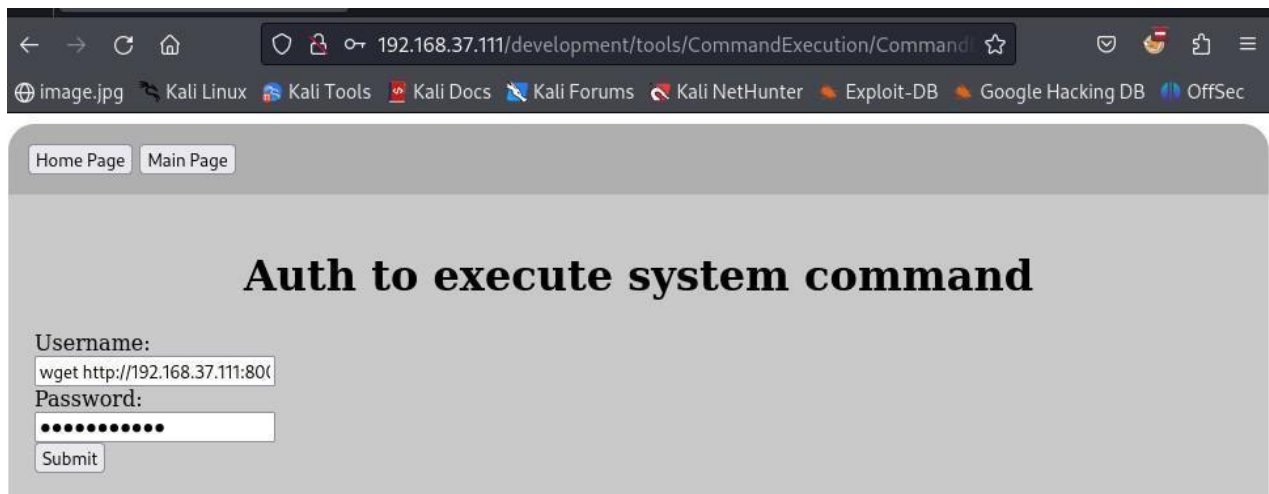 192.168.37.111/development/tools/CommandExecution/Command
image.jpg Kali Linux Kali Tools Kali Docs Kali Forums Kali NetHunter Exploit-DB Google Hacking DB OffSec
Home Page Main Page
Auth to execute system command
Username:
wget http://192.168.37.111:80
Password:
Submit